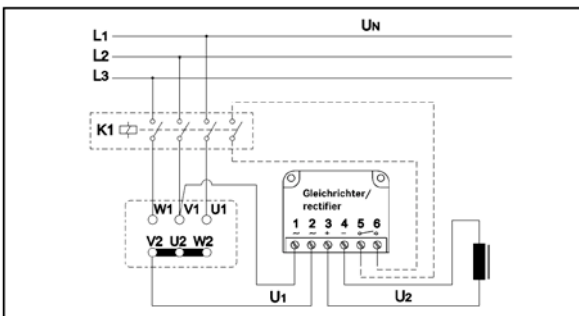 UN
L1
L2
L3
K1
W1 V1 U1
V2 U2 W2
Gleichrichter/
rectifier
1 2 3 4 5 6
~ ~ + −
U1 U2